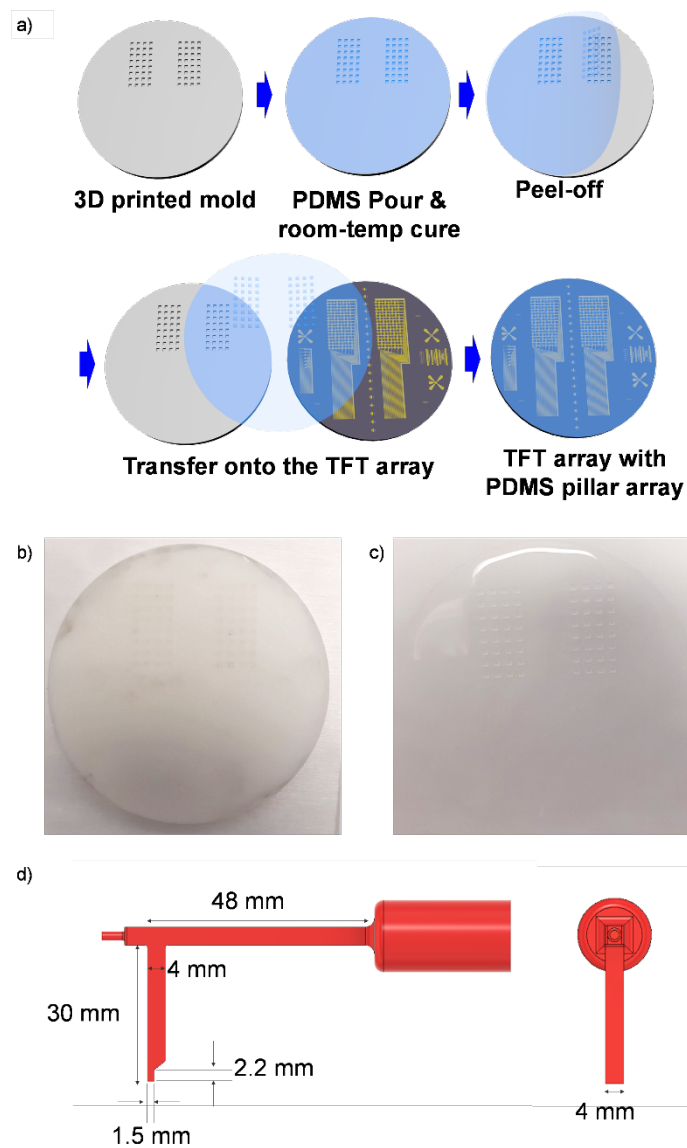 a)
3D printed mold
PDMS Pour &
room-temp cure
Peel-off
Transfer onto the TFT array
TFT array with
PDMS pillar array
b)
c)
d)
48 mm
4 mm
30 mm
2.2 mm
1.5 mm
4 mm